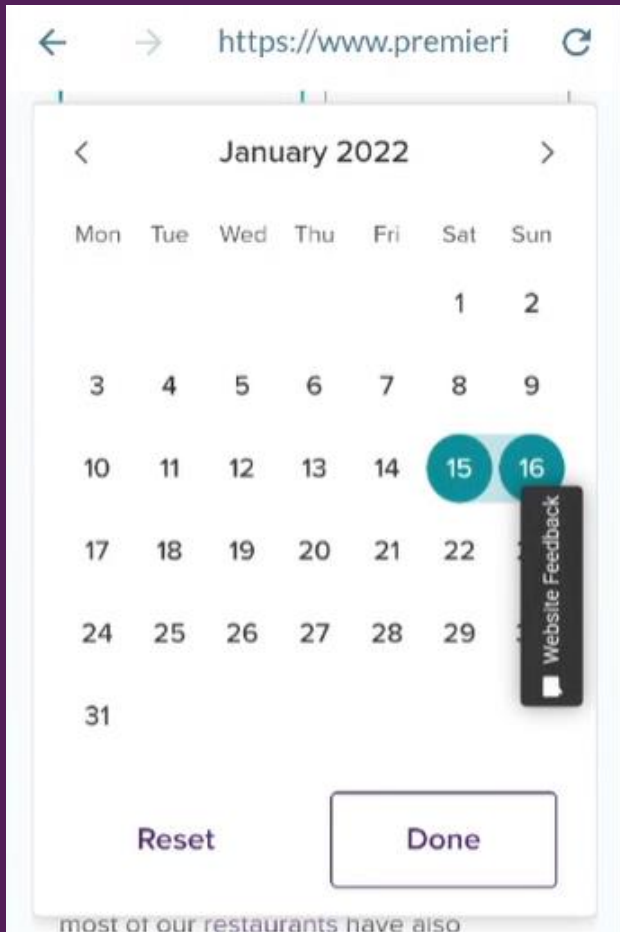 https://www.premieri
January 2022
Mon Tue Wed Thu Fri Sat Sun
1 2
3 4 5 6 7 8 9
10 11 12 13 14 15 16
17 18 19 20 21 22
24 25 26 27 28 29
31
Website Feedback
Reset Done
most of our restaurants have also